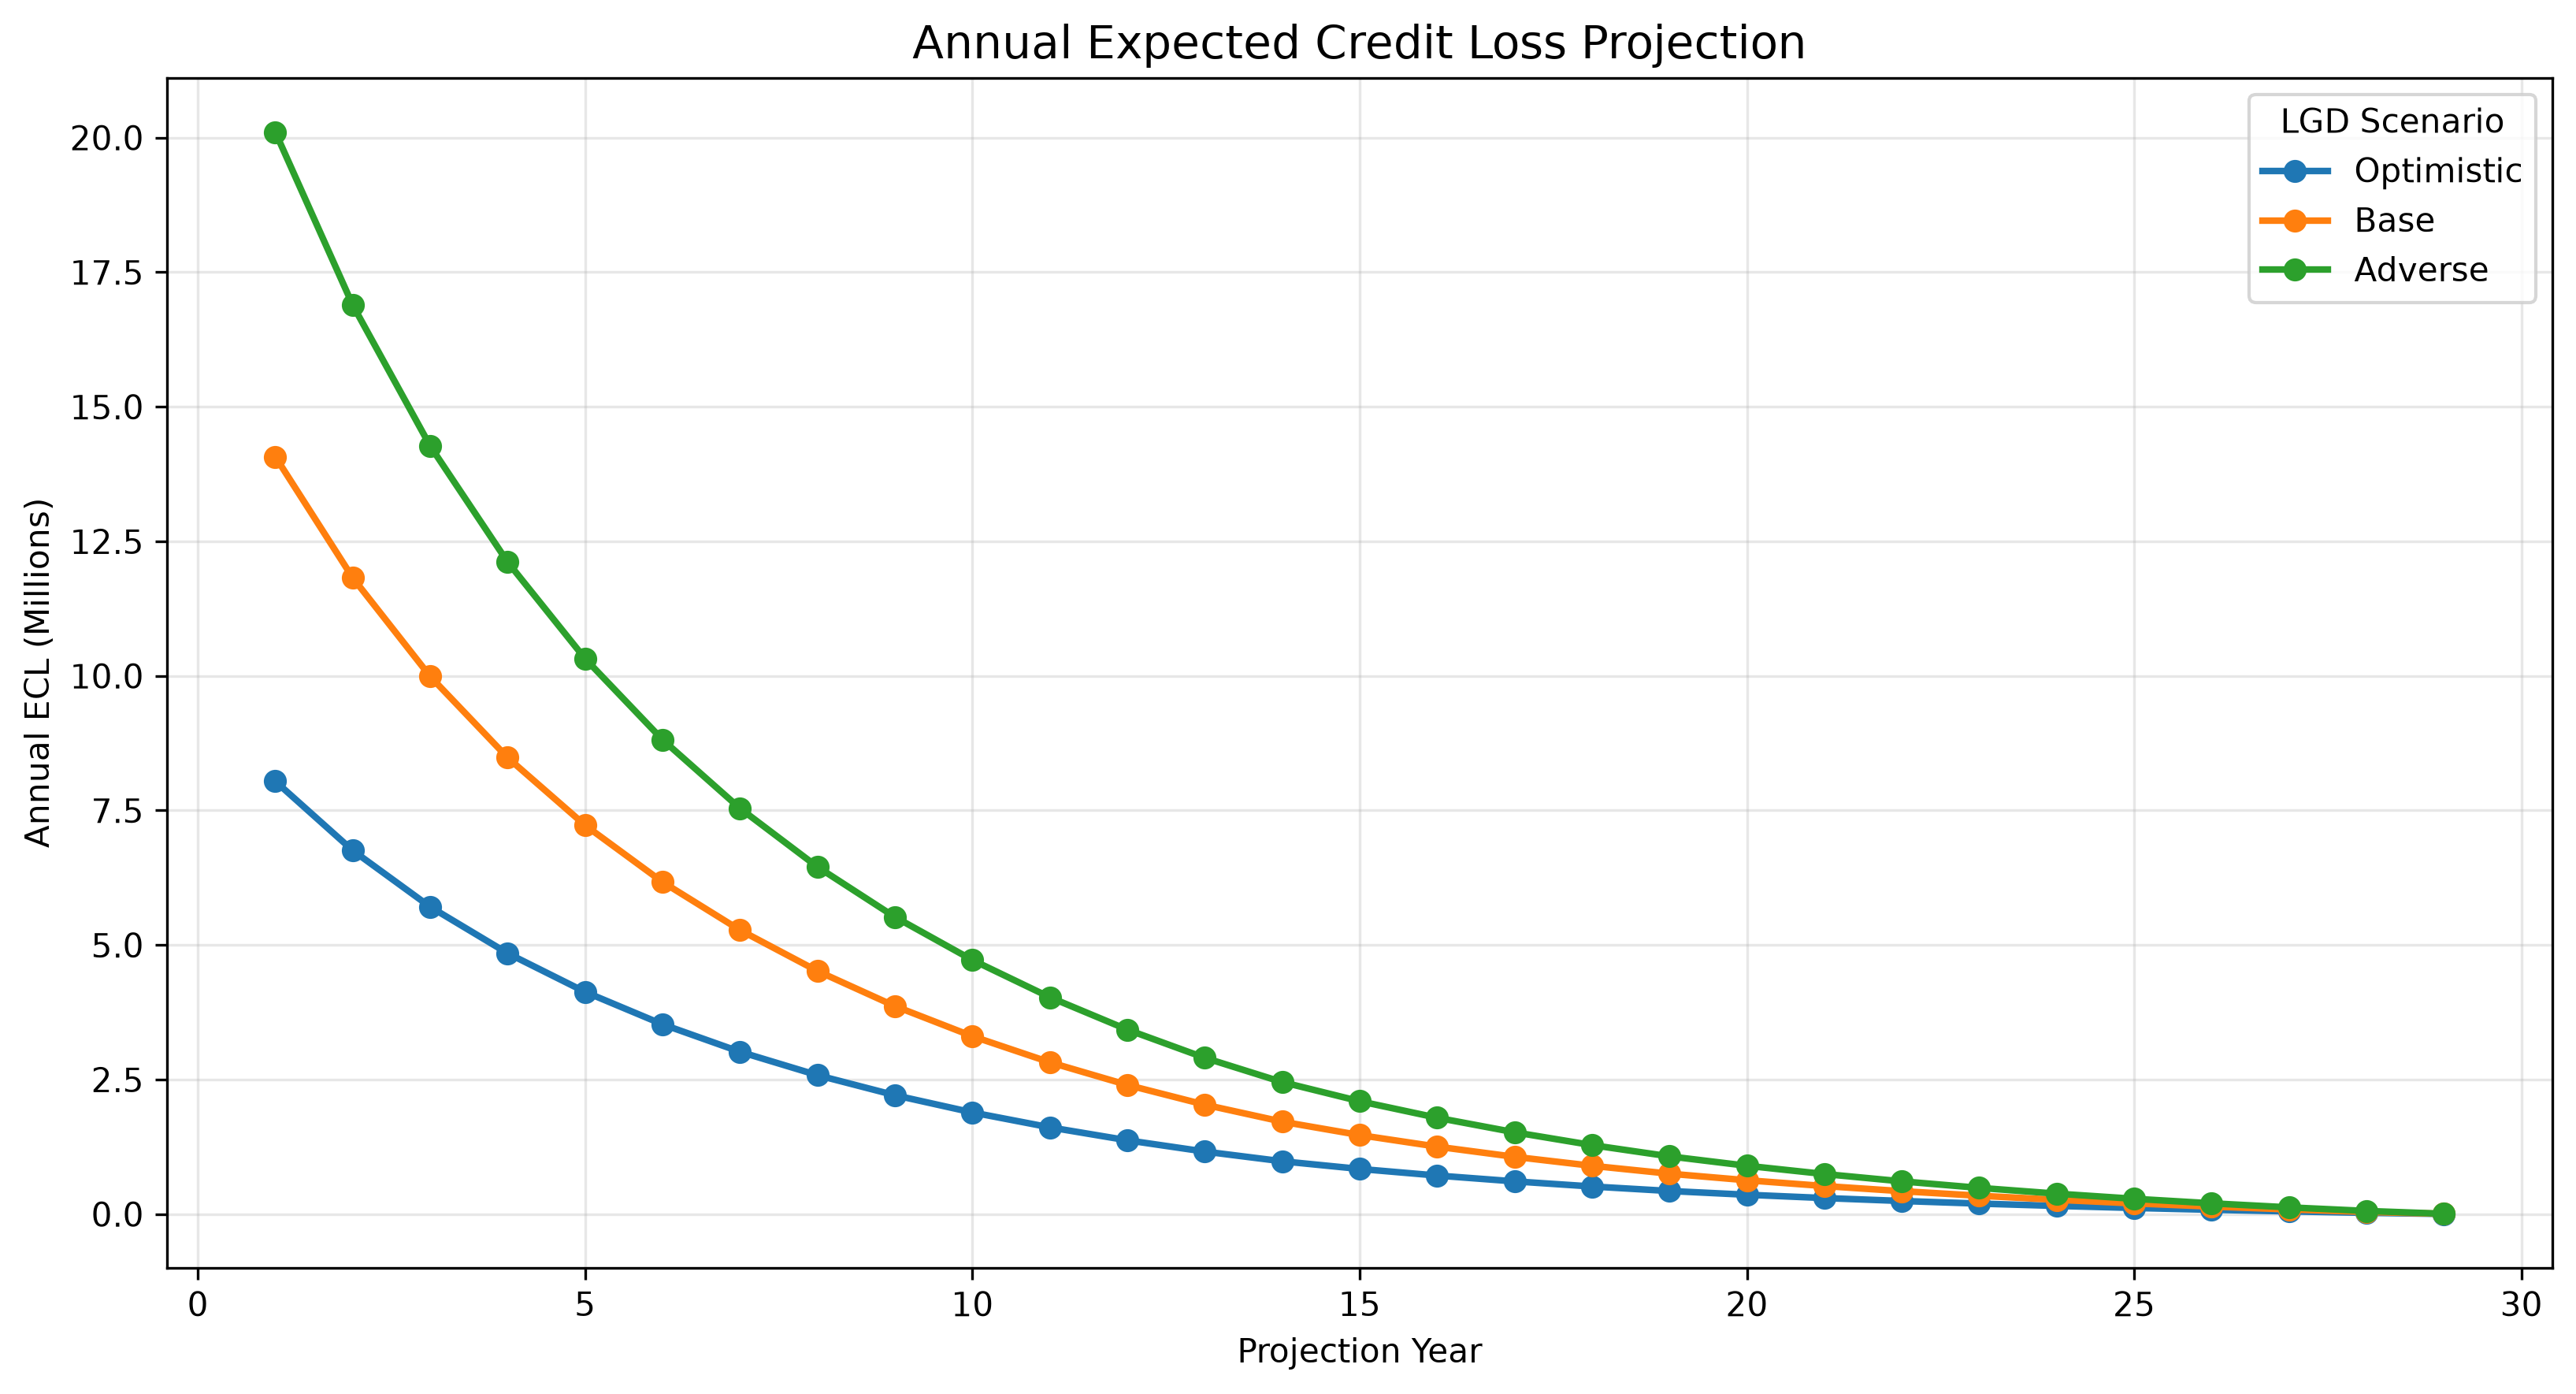 Annual Expected Credit Loss Projection
LGD Scenario
Optimistic
Base
Adverse
Annual ECL (Millions)
20.0
17.5
15.0
12.5
10.0
7.5
5.0
2.5
0.0
0 5 10 15 20 25 30
Projection Year